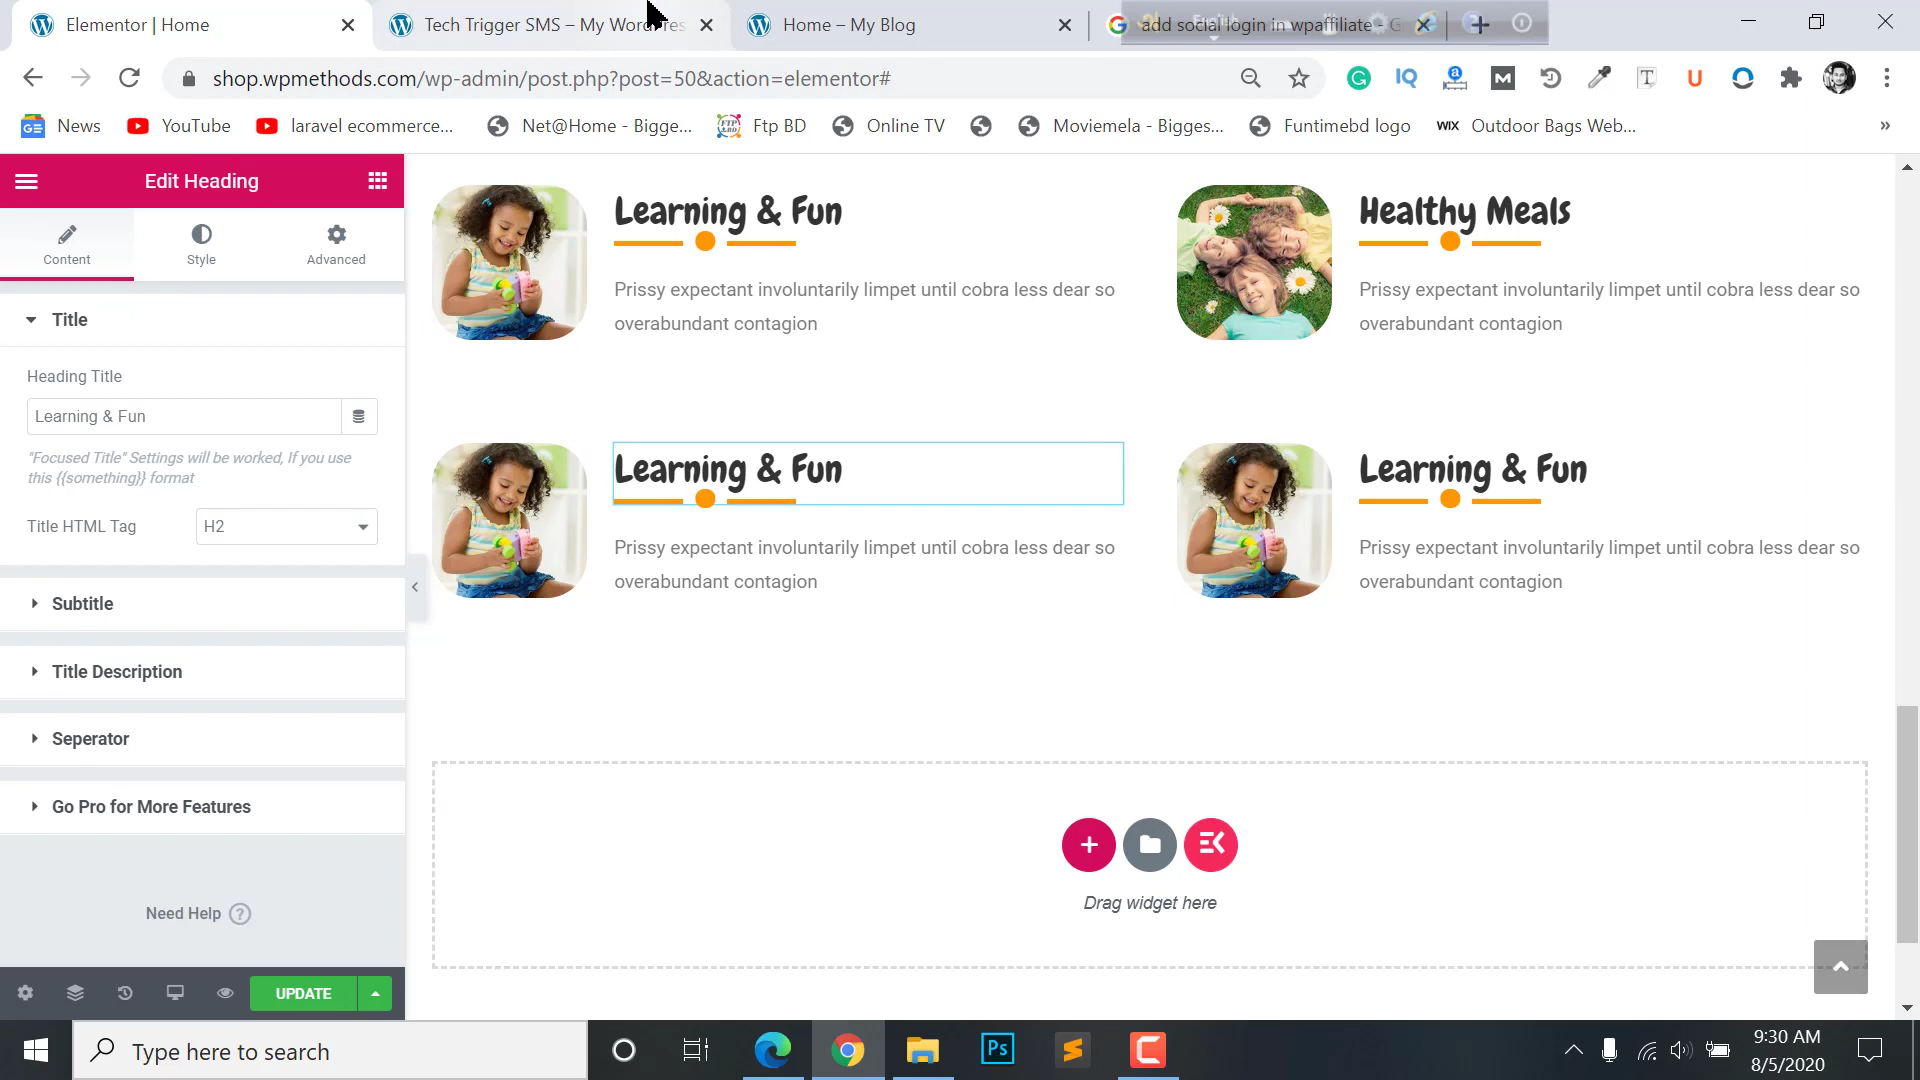 Elementor | Home
Tech Trigger SMS – My WordPres
Home – My Blog
add social login in wpaffiliate - G
shop.wpmethods.com/wp-admin/post.php?post=50&action=elementor#
News
YouTube
laravel ecommerce...
Net@Home - Bigge...
Ftp BD
Online TV
Moviemela - Bigges...
Funtimebd logo
WIX
Outdoor Bags Web...
»
Edit Heading
Content
Style
Advanced
Title
Heading Title
Learning & Fun
"Focused Title" Settings will be worked, If you use
this {{something}} format
Title HTML Tag
H2
Subtitle
Title Description
Seperator
Go Pro for More Features
Need Help ?
UPDATE
Learning & Fun
Prissy expectant involuntarily limpet until cobra less dear so
overabundant contagion
Healthy Meals
Prissy expectant involuntarily limpet until cobra less dear so
overabundant contagion
Learning & Fun
Prissy expectant involuntarily limpet until cobra less dear so
overabundant contagion
Learning & Fun
Prissy expectant involuntarily limpet until cobra less dear so
overabundant contagion
Drag widget here
Type here to search
Ps
9:30 AM
8/5/2020